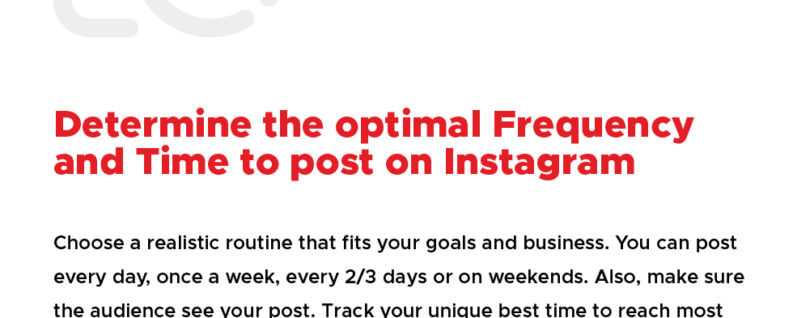 Determine the optimal Frequency
and Time to post on Instagram
Choose a realistic routine that fits your goals and business. You can post
every day, once a week, every 2/3 days or on weekends. Also, make sure
the audience see your post. Track your unique best time to reach most